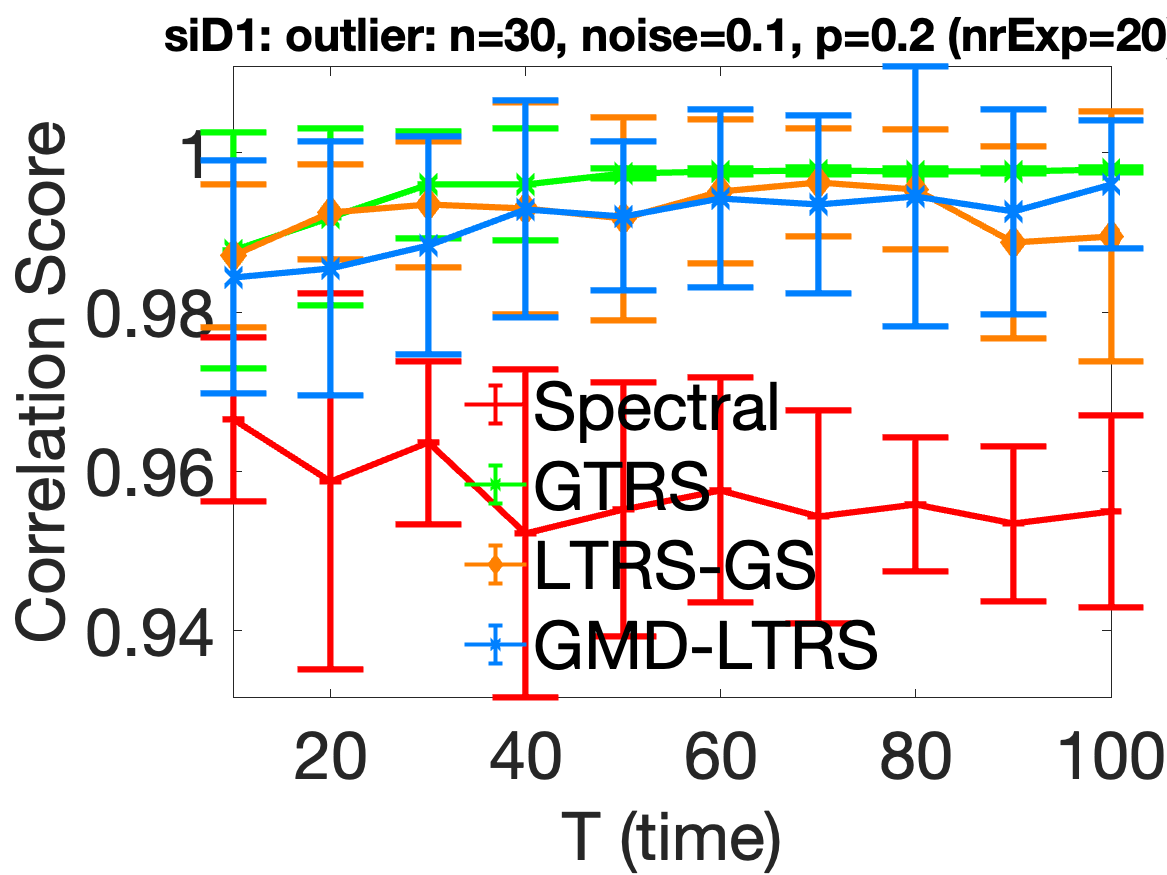 siD1: outlier: n=30, noise=0.1, p=0.2 (nrExp=20)
Correlation Score
1
0.98
0.96
0.94
Spectral
GTRS
LTRS-GS
GMD-LTRS
20
40
60
80
100
T (time)